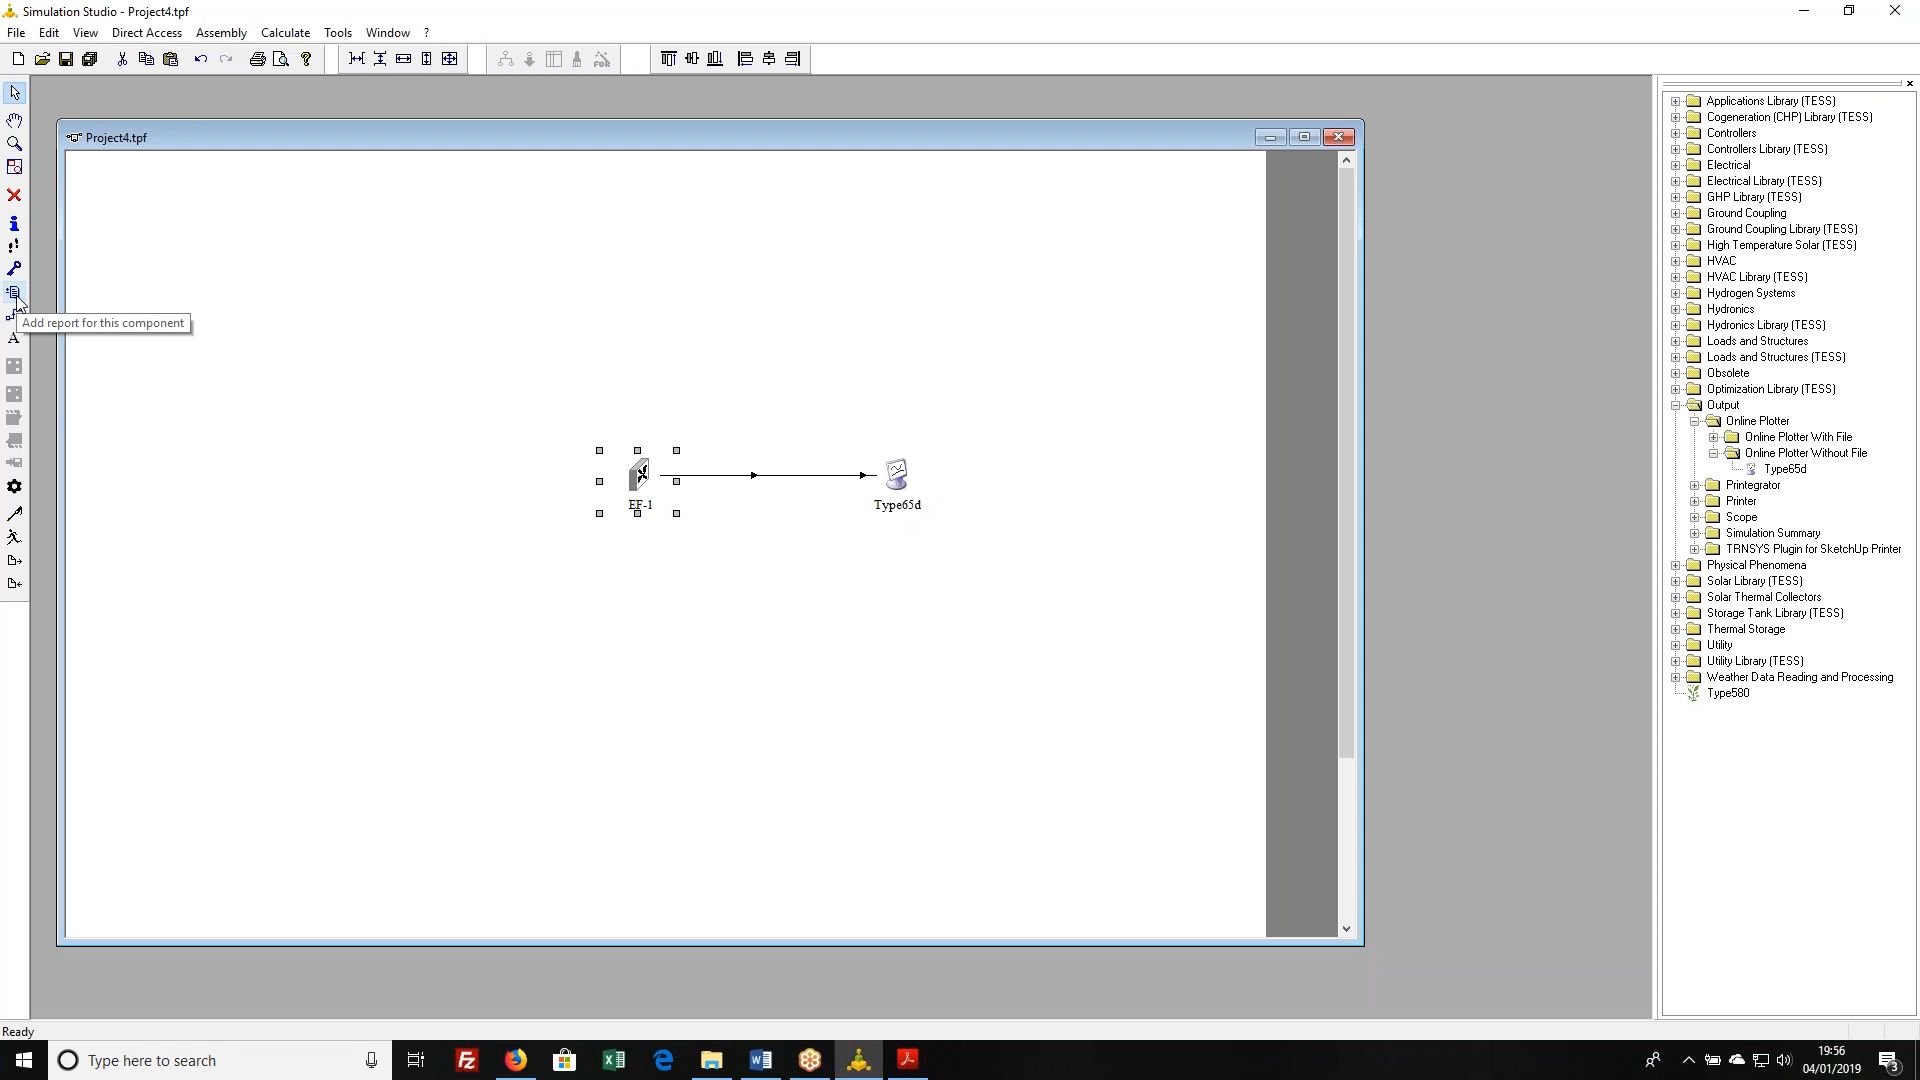 Simulation Studio - Project4.tpf
File Edit View Direct Access Assembly Calculate Tools Window ?
FOR
Project4.tpf
Add report for this component
A
EF-1
Type65d
Applications Library (TESS)
Cogeneration (CHP) Library (TESS)
Controllers
Controllers Library (TESS)
Electrical
Electrical Library (TESS)
GHP Library (TESS)
Ground Coupling
Ground Coupling Library (TESS)
High Temperature Solar (TESS)
HVAC
HVAC Library (TESS)
Hydrogen Systems
Hydronics
Hydronics Library (TESS)
Loads and Structures
Loads and Structures (TESS)
Obsolete
Optimization Library (TESS)
Output
Online Plotter
Online Plotter With File
Online Plotter Without File
Type65d
Printegrator
Printer
Scope
Simulation Summary
TRNSYS Plugin for SketchUp Printer
Physical Phenomena
Solar Library (TESS)
Solar Thermal Collectors
Storage Tank Library (TESS)
Thermal Storage
Utility
Utility Library (TESS)
Weather Data Reading and Processing
Type580
Ready
Type here to search
19:56
04/01/2019
3